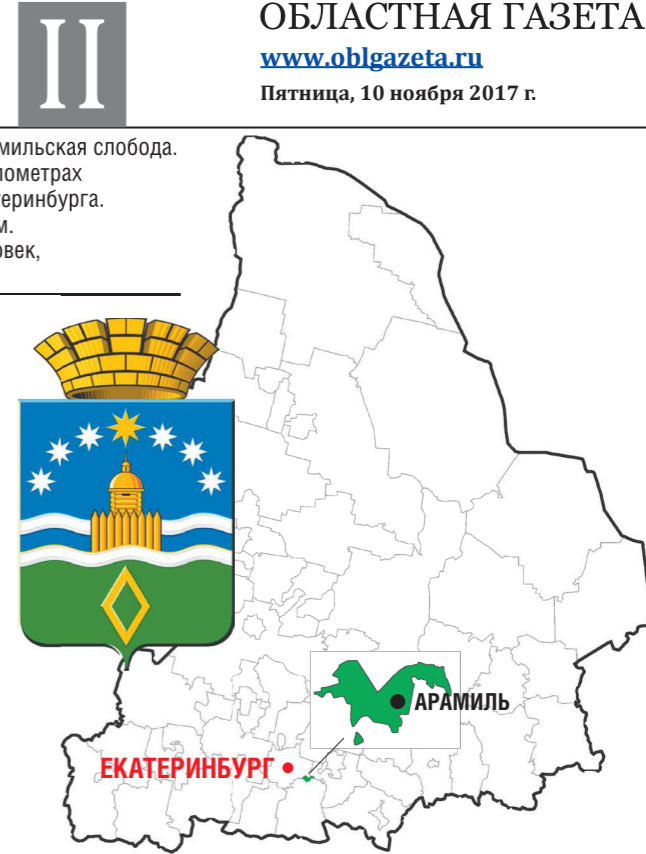 II
ОБЛАСТНАЯ ГАЗЕТА
www.oblgazeta.ru
Пятница, 10 ноября 2017 г.
мильская слобода.
лометрах
теринбурга.
м.
овек,
АРАМИЛЬ
ЕКАТЕРИНБУРГ